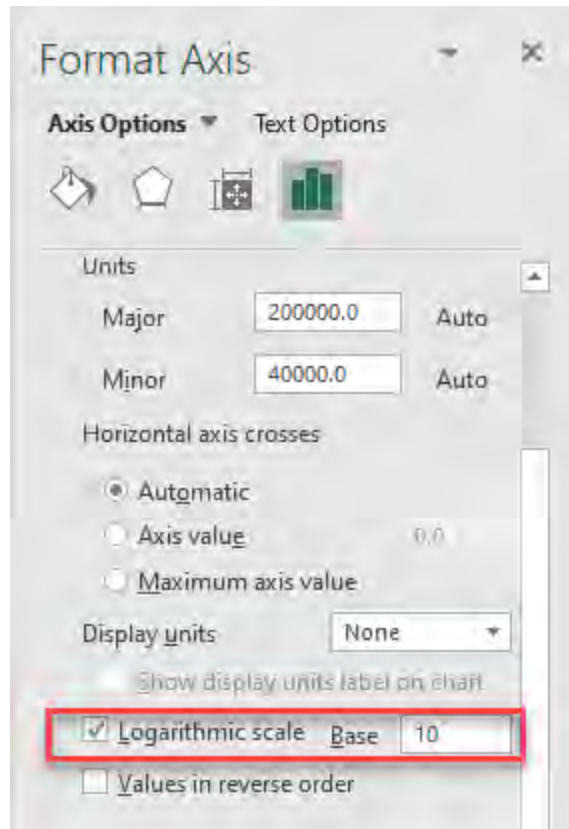 Format Axis
Axis Options Text Options
Units
Major 200000.0 Auto
Minor 40000.0 Auto
Horizontal axis crosses
Automatic
Axis value 0.0
Maximum axis value
Display units None
Show display units label on chart
Logarithmic scale Base 10
Values in reverse order